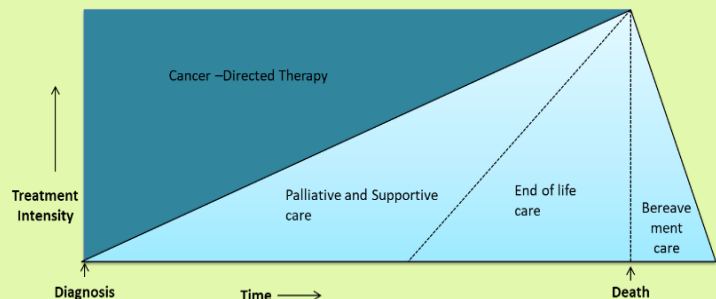 Cancer –Directed Therapy
Treatment
Intensity
Palliative and Supportive
care
End of life
care
Bereave
ment
care
Diagnosis
Time
Death